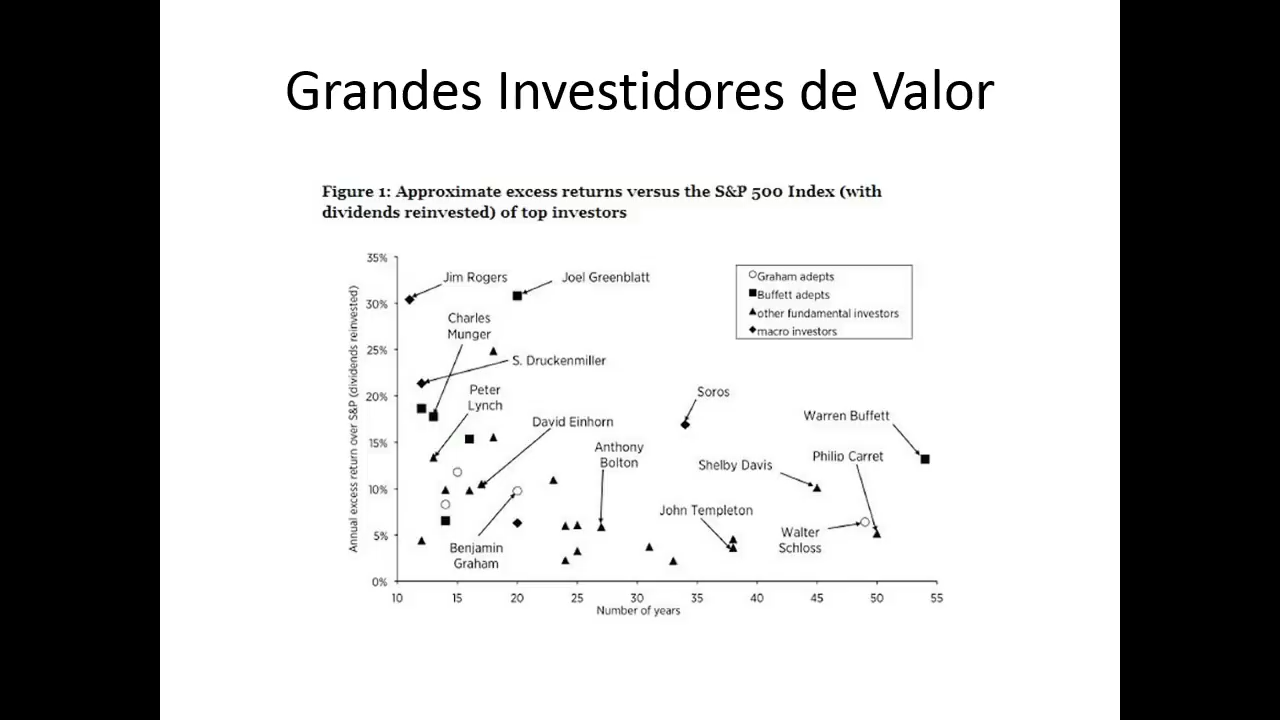 Grandes Investidores de Valor
Figure 1: Approximate excess returns versus the S&P 500 Index (with
dividends reinvested) of top investors
Annual excess return over S&P (dividends reinvested)
35%
30%
25%
20%
15%
10%
5%
0%
Jim Rogers
Joel Greenblatt
Charles
Munger
S. Druckenmiller
Peter
Lynch
David Einhorn
Anthony
Bolton
Soros
Warren Buffett
Shelby Davis
Philip Carret
John Templeton
Walter
Schloss
Benjamin
Graham
Graham adepts
Buffett adepts
other fundamental investors
macro investors
10 15 20 25 30 35 40 45 50 55
Number of years